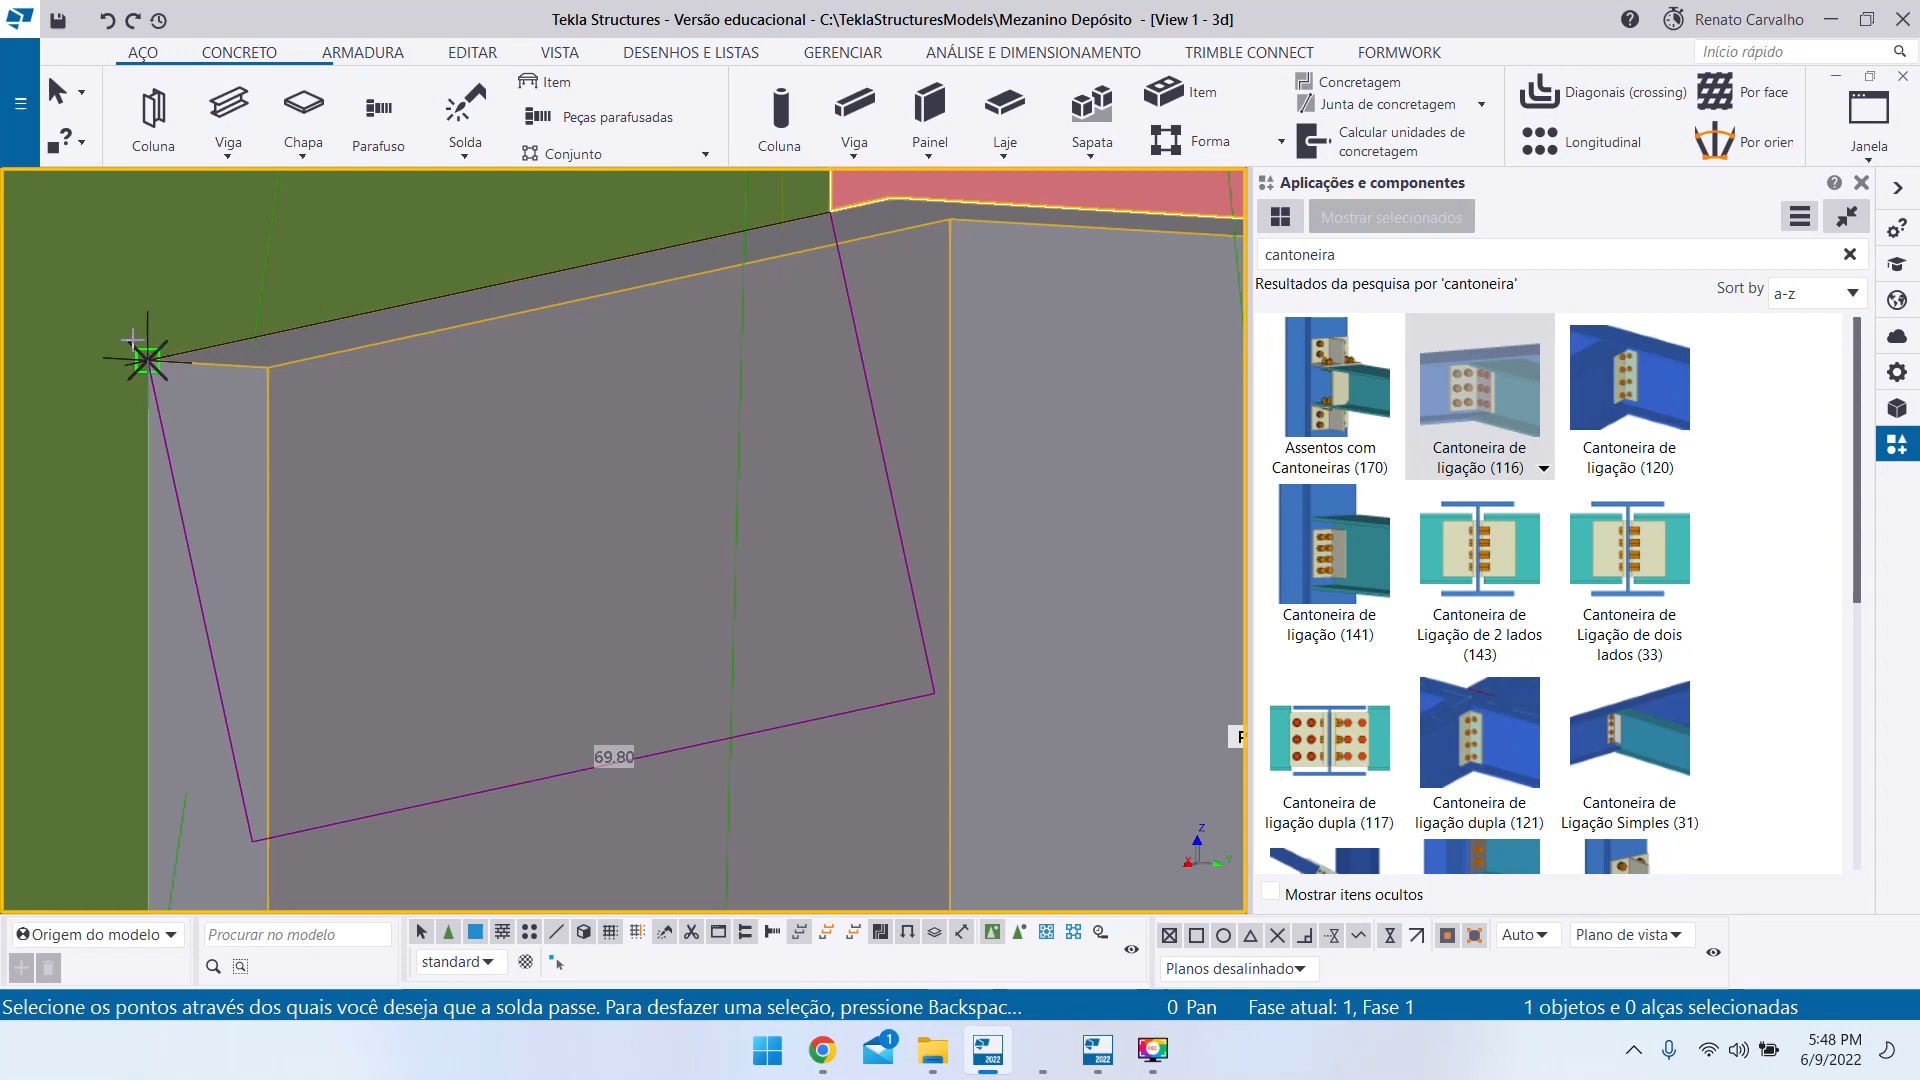 Tekla Structures - Versão educacional - C:\TeklaStructuresModels\Mezanino Depósito - [View 1 - 3d]
Renato Carvalho
AÇO CONCRETO ARMADURA EDITAR VISTA DESENHOS E LISTAS GERENCIAR ANÁLISE E DIMENSIONAMENTO TRIMBLE CONNECT FORMWORK
Início rápido
Coluna
Viga
Chapa
Parafuso
Solda
Item
Peças parafusadas
Conjunto
Coluna
Viga
Painel
Laje
Sapata
Item
Forma
Concretagem
Junta de concretagem
Calcular unidades de
concretagem
Diagonais (crossing)
Longitudinal
Por face
Por orien
Janela
Aplicações e componentes
Mostrar selecionados
cantoneira
Resultados da pesquisa por 'cantoneira'
Sort by
a-z
Assentos com
Cantoneiras (170)
Cantoneira de
ligação (116)
Cantoneira de
ligação (120)
Cantoneira de
ligação (141)
Cantoneira de
Ligação de 2 lados
(143)
Cantoneira de
Ligação de dois
lados (33)
Cantoneira de
ligação dupla (117)
Cantoneira de
ligação dupla (121)
Cantoneira de
Ligação Simples (31)
Mostrar itens ocultos
69.80
Z
X
Y
Origem do modelo
Procurar no modelo
standard
Auto
Plano de vista
Planos desalinhado
Selecione os pontos através dos quais você deseja que a solda passe. Para desfazer uma seleção, pressione Backspac...
0 Pan
Fase atual: 1, Fase 1
1 objetos e 0 alças selecionadas
1
2022
2022
5:48 PM
6/9/2022